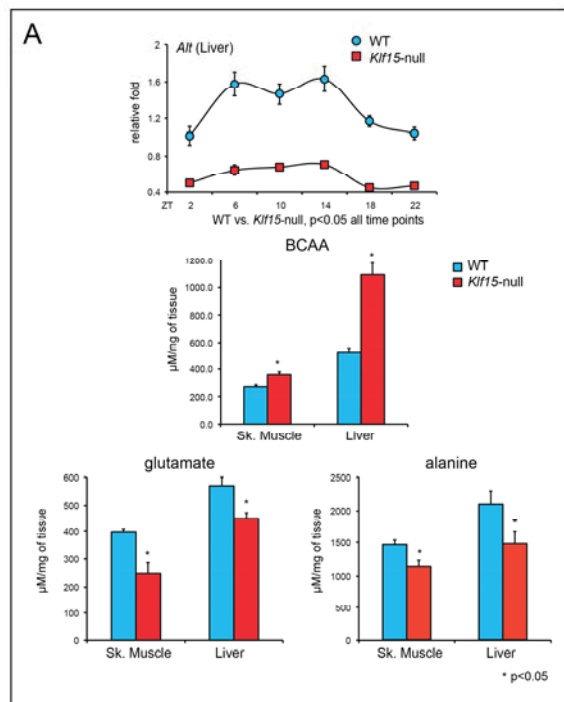 A
Alt (Liver)
WT
Klf15-null
relative fold
2.0
1.6
1.2
0.8
0.4
ZT 2 6 10 14 18 22
WT vs. Klf15-null, p<0.05 all time points
BCAA
WT
Klf15-null
µM/mg of tissue
1200.0
1000.0
800.0
600.0
400.0
200.0
0.0
*
*
Sk. Muscle Liver
glutamate
µM/mg of tissue
600
500
400
300
200
100
0
*
*
Sk. Muscle Liver
alanine
µM/mg of tissue
2500
2000
1500
1000
500
0
*
Sk. Muscle Liver
* p<0.05